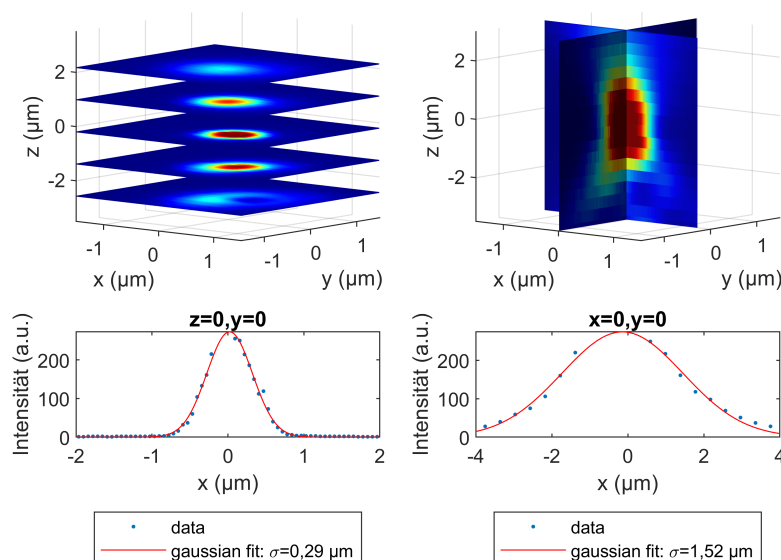 2
0
-2
z (µm)
-1
0
1
x (µm)
-1
0
1
y (µm)
2
0
-2
z (µm)
-1
0
1
x (µm)
-1
0
1
y (µm)
z=0,y=0
200
100
0
Intensität (a.u.)
-2
-1
0
1
2
x (µm)
data
gaussian fit: σ=0,29 µm
x=0,y=0
200
100
0
Intensität (a.u.)
-4
-2
0
2
4
x (µm)
data
gaussian fit: σ=1,52 µm